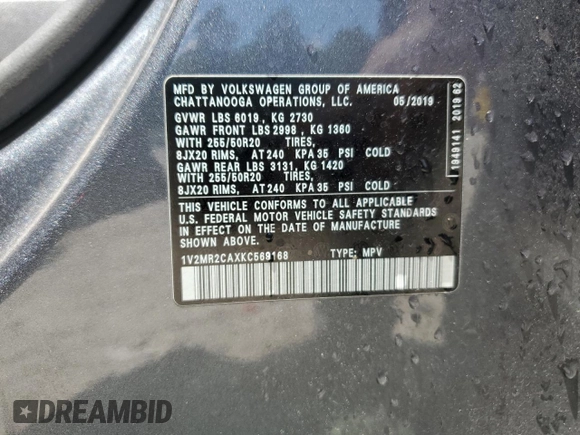 MFD BY VOLKSWAGEN GROUP OF AMERICA
CHATTANOOGA OPERATIONS, LLC. 05/2019
GVWR LBS 6019, KG 2730
GAWR FRONT LBS 2998, KG 1360
WITH 255/50R20 TIRES,
8JX20 RIMS, AT 240 KPA 35 PSI COLD
GAWR REAR LBS 3131, KG 1420
WITH 255/50R20 TIRES,
8JX20 RIMS, AT 240 KPA 35 PSI COLD
THIS VEHICLE CONFORMS TO ALL APPLICABLE
U.S. FEDERAL MOTOR VEHICLE SAFETY STANDARDS
IN EFFECT ON THE DATE OF MANUFACTURE
SHOWN ABOVE.
1V2MR2CAXKC569168 TYPE: MPV
1949141 2019 62
DREAMBID